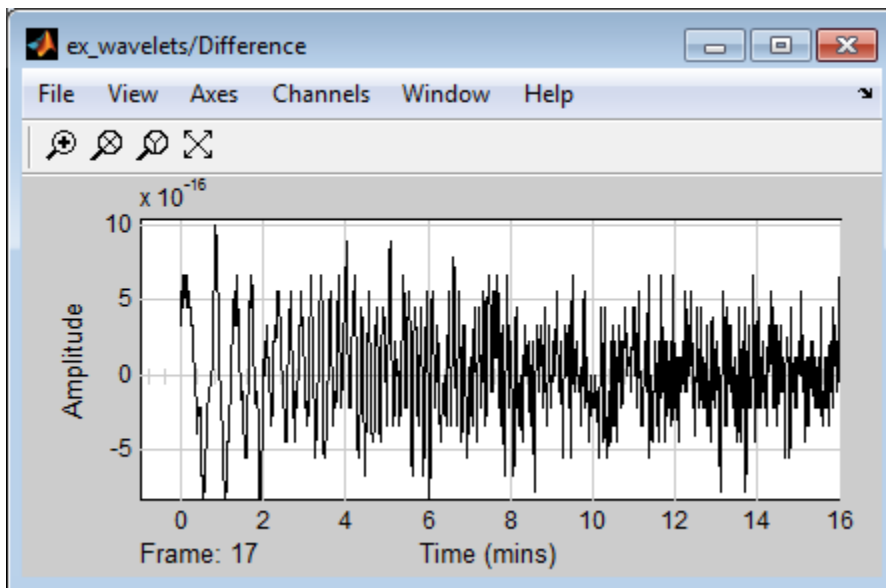 ex_wavelets/Difference
File View Axes Channels Window Help
x 10^-16
10
5
0
-5
Amplitude
0 2 4 6 8 10 12 14 16
Frame: 17 Time (mins)